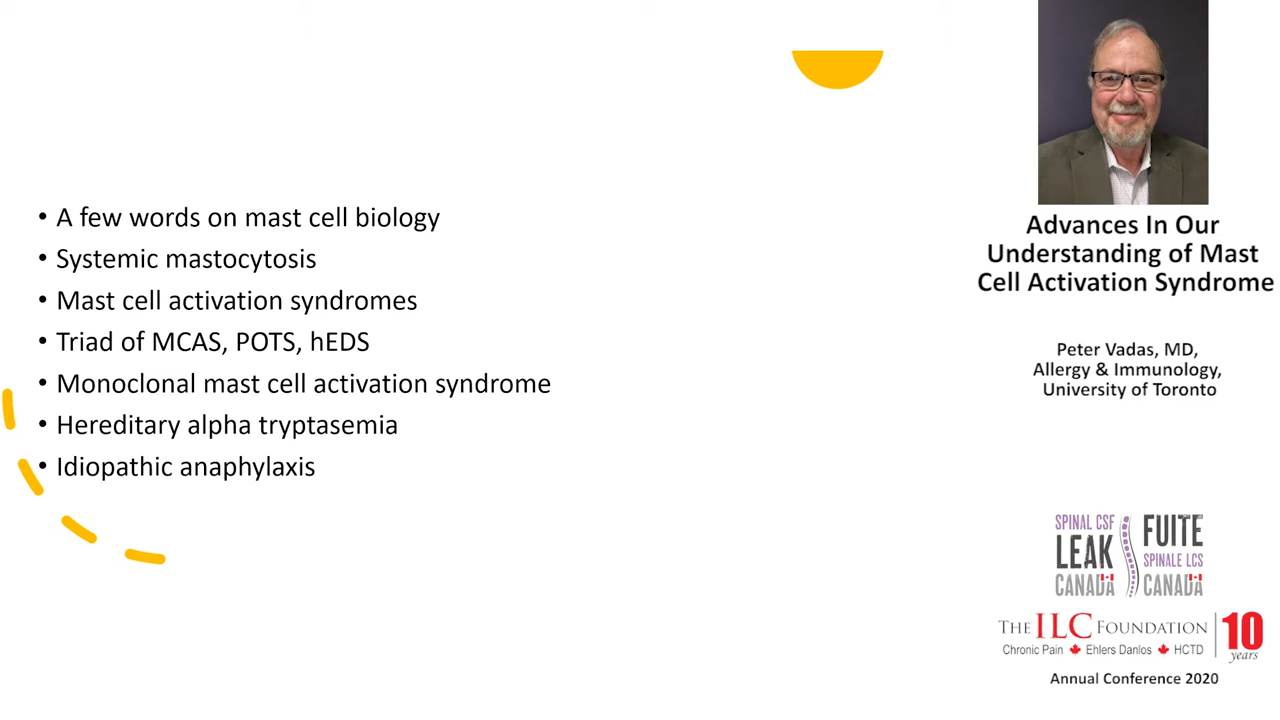 • A few words on mast cell biology
• Systemic mastocytosis
• Mast cell activation syndromes
• Triad of MCAS, POTS, hEDS
• Monoclonal mast cell activation syndrome
• Hereditary alpha tryptasemia
• Idiopathic anaphylaxis
Advances In Our
Understanding of Mast
Cell Activation Syndrome
Peter Vadas, MD,
Allergy & Immunology,
University of Toronto
SPINAL CSF
LEAK
CANADA
FUITE
SPINALE LCS
CANADA
THE ILC FOUNDATION
Chronic Pain Ehlers Danlos HCTD
10
years
Annual Conference 2020